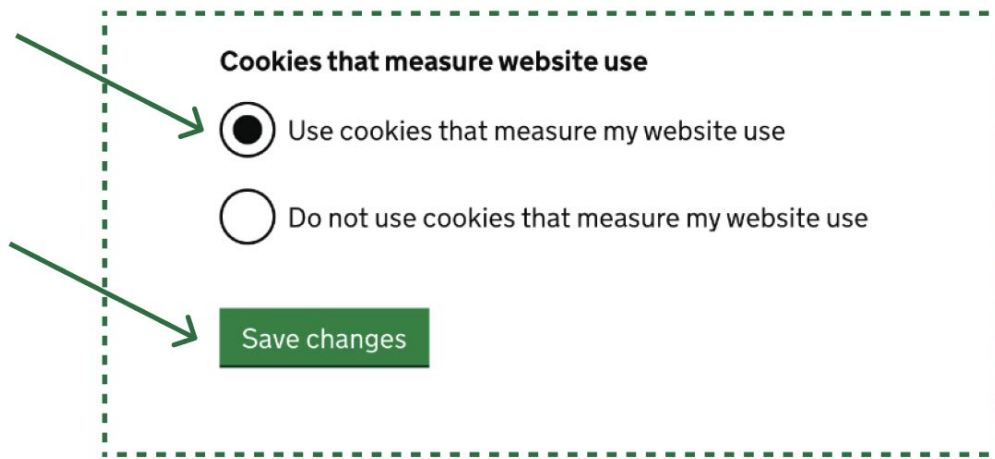 Cookies that measure website use
Use cookies that measure my website use
Do not use cookies that measure my website use
Save changes